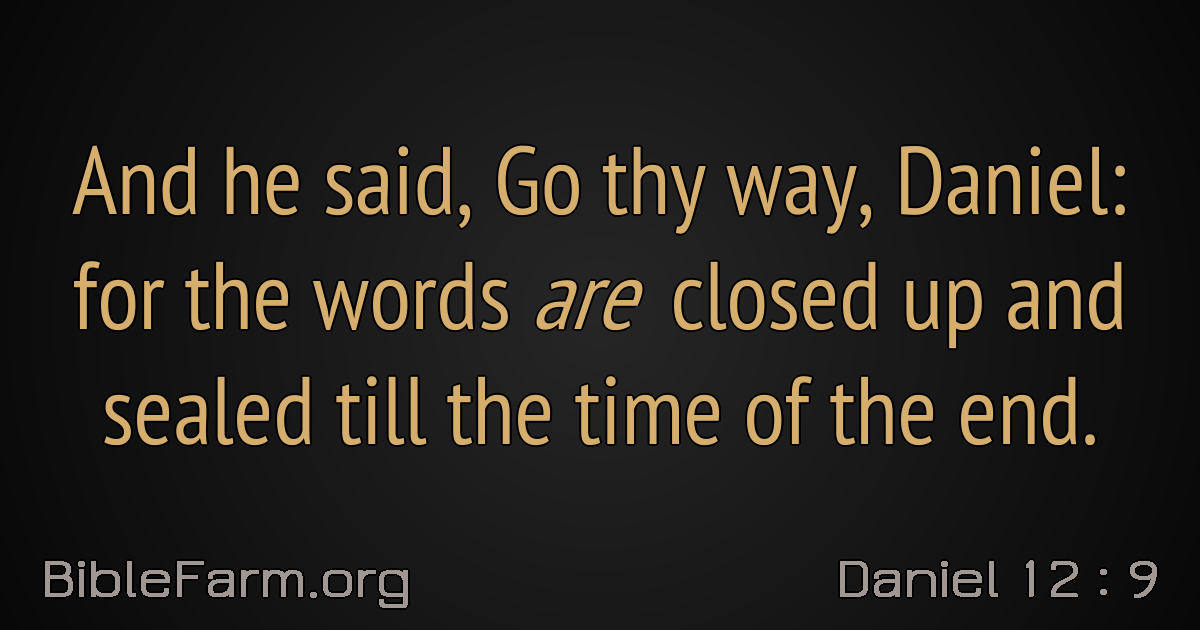 And he said, Go thy way, Daniel:
for the words are closed up and
sealed till the time of the end.
BibleFarm.org
Daniel 12 : 9